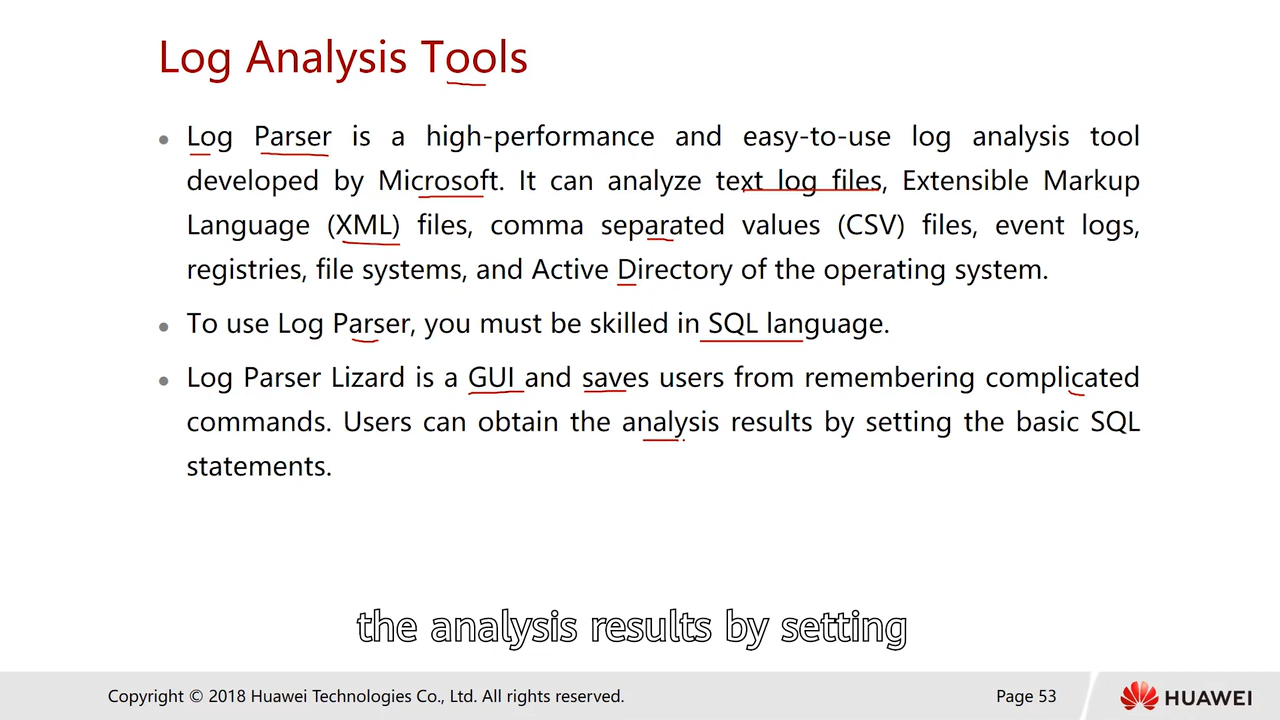 Log Analysis Tools
Log Parser is a high-performance and easy-to-use log analysis tool
developed by Microsoft. It can analyze text log files, Extensible Markup
Language (XML) files, comma separated values (CSV) files, event logs,
registries, file systems, and Active Directory of the operating system.
To use Log Parser, you must be skilled in SQL language.
Log Parser Lizard is a GUI and saves users from remembering complicated
commands. Users can obtain the analysis results by setting the basic SQL
statements.
the analysis results by setting
Copyright © 2018 Huawei Technologies Co., Ltd. All rights reserved.
Page 53
HUAWEI